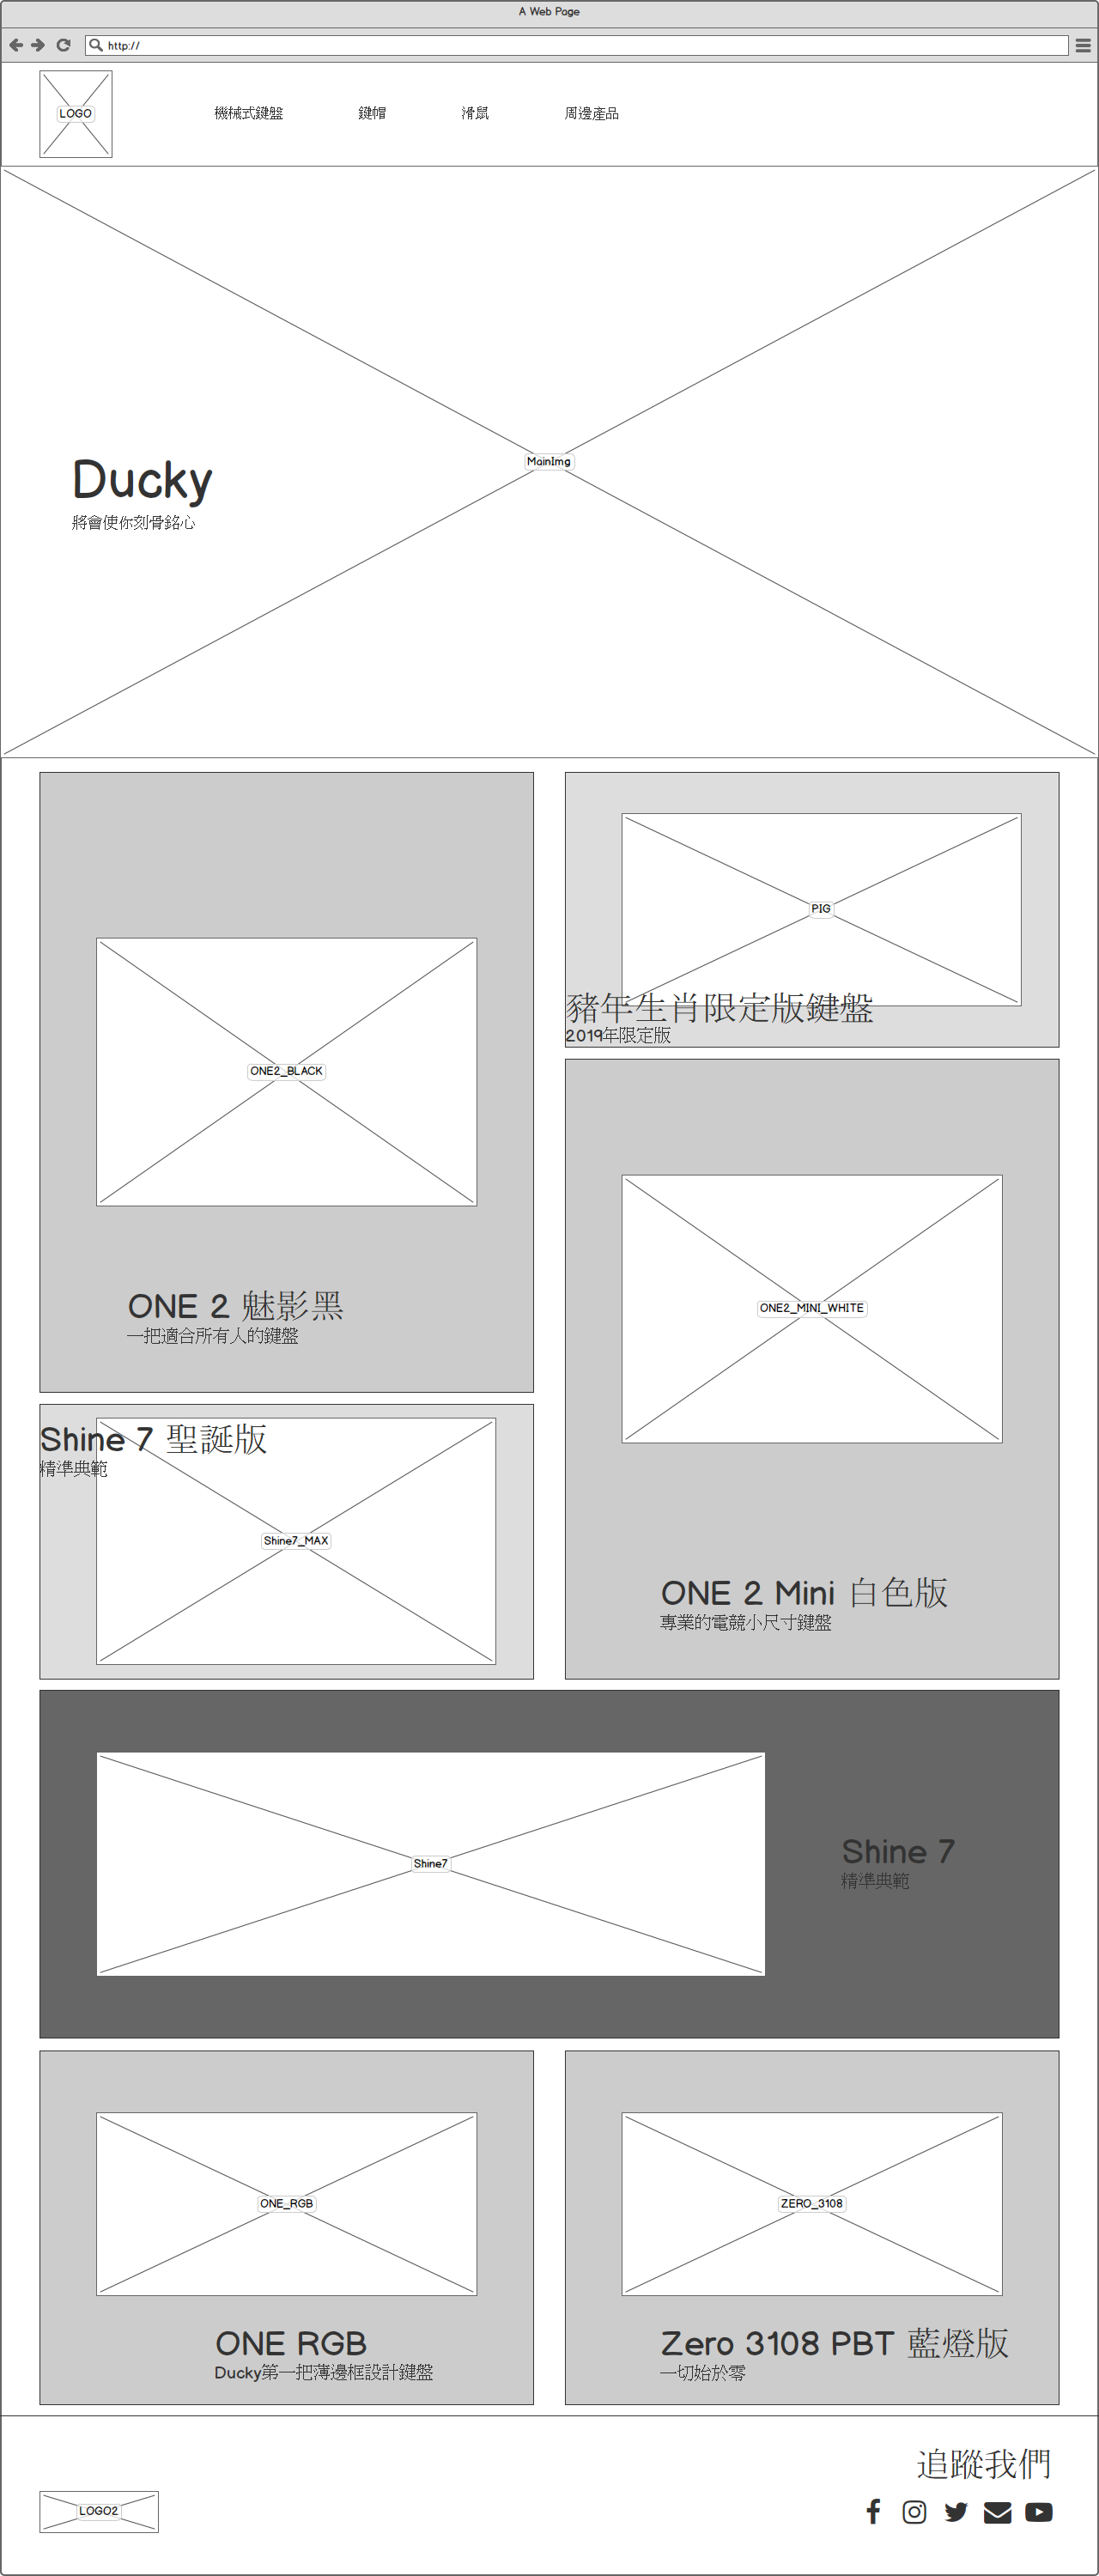 A Web Page
http://
LOGO
機械式鍵盤
鍵帽
滑鼠
周邊產品
MainImg
Ducky
將會使你刻骨銘心
PIG
豬年生肖限定版鍵盤
2019年限定版
ONE2_BLACK
ONE 2 魅影黑
一把適合所有人的鍵盤
ONE2_MINI_WHITE
ONE 2 Mini 白色版
專業的電競小尺寸鍵盤
Shine 7 聖誕版
精準典範
Shine7_MAX
Shine7
Shine 7
精準典範
ONE_RGB
ONE RGB
Ducky第一把薄邊框設計鍵盤
ZERO_3108
Zero 3108 PBT 藍燈版
一切始於零
追蹤我們
LOGO2